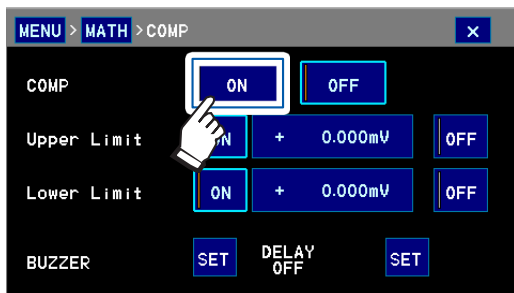 MENU > MATH >COMP ×
COMP ON OFF
Upper Limit ON + 0.000mV OFF
Lower Limit ON + 0.000mV OFF
BUZZER SET DELAY OFF SET